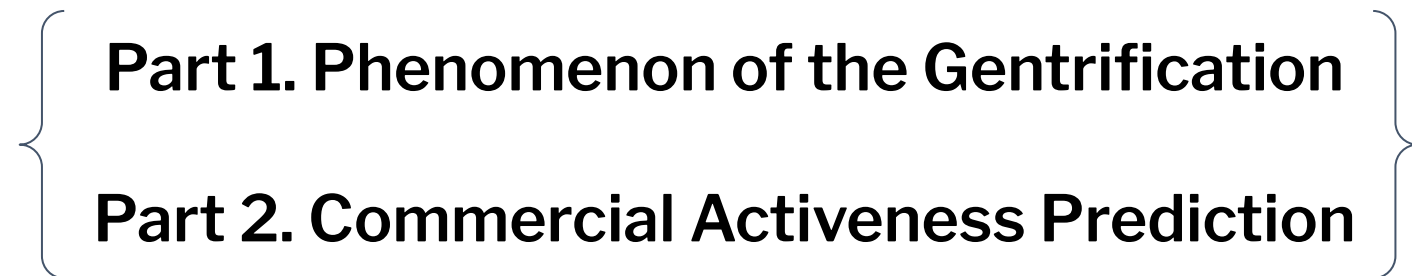 Part 1. Phenomenon of the Gentrification
Part 2. Commercial Activeness Prediction